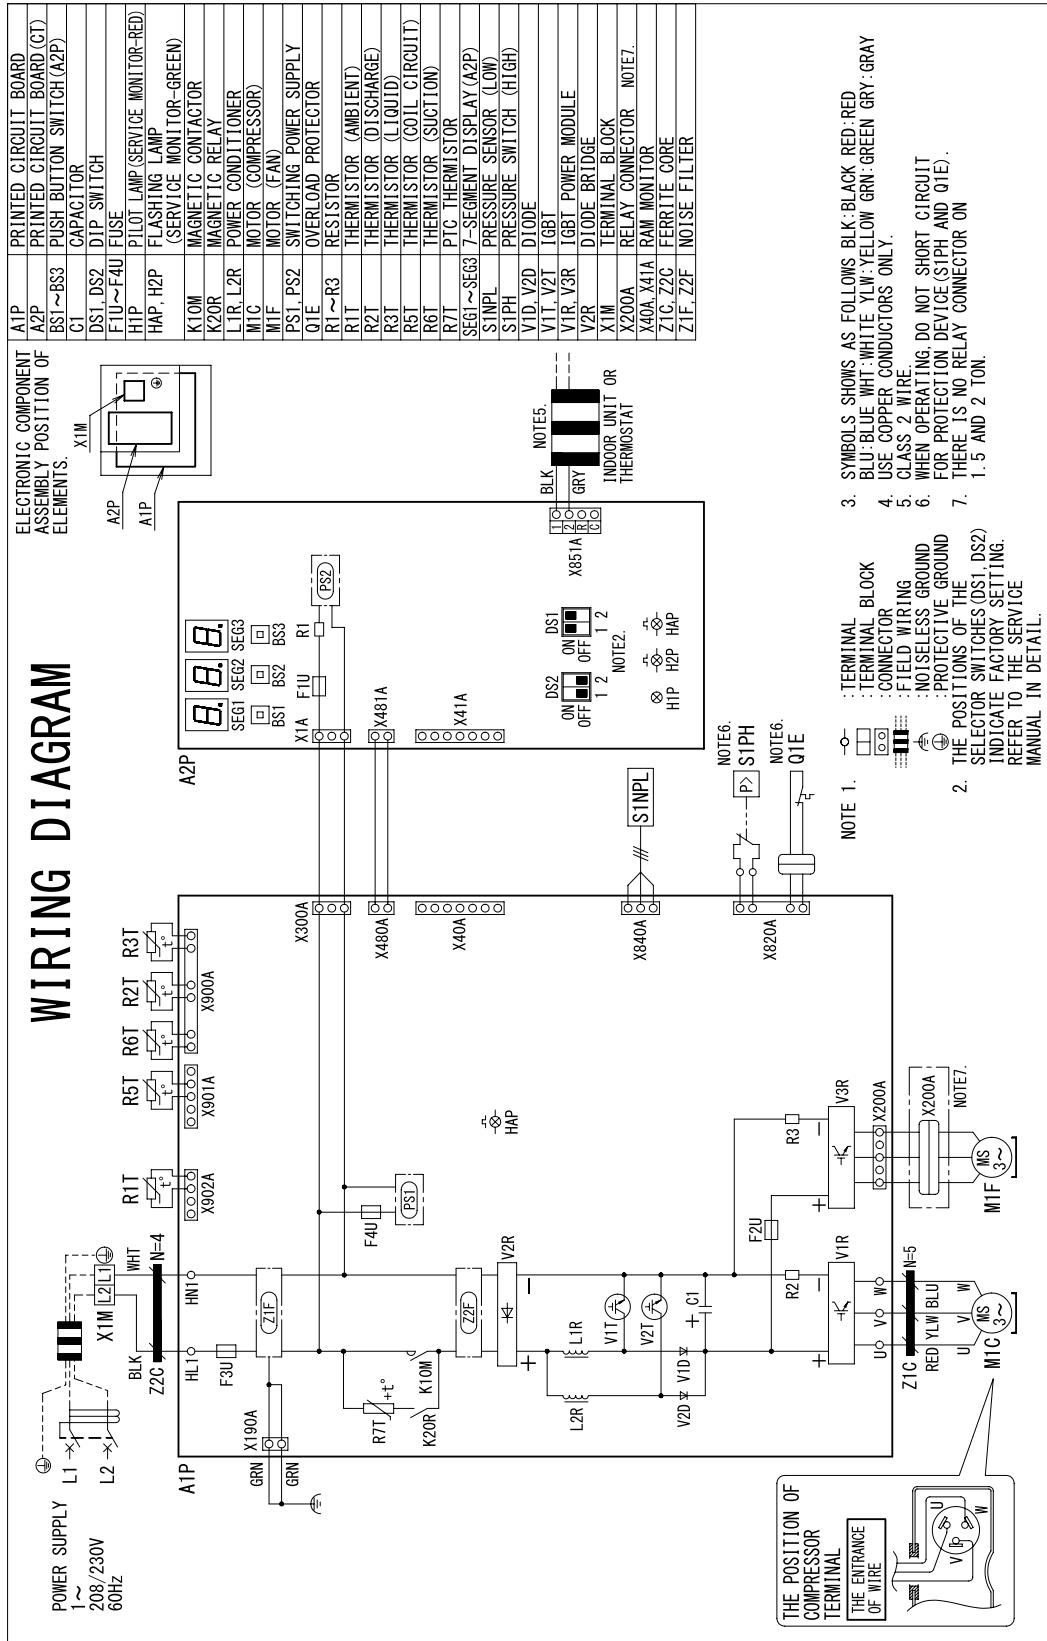 WIRING DIAGRAM
POWER SUPPLY
1~
208/230V
60Hz
L1
L2
X1M
L2 L1
BLK
WHT
Z2C
N=4
HL1
HN1
F3U
Z1F
X190A
GRN
GRN
A1P
R1T
t°
X902A
R5T
t°
X901A
R6T
t°
R2T
t°
R3T
t°
X900A
R7T
+t°
K20R
K10M
F4U
PS1
Z2F
V2R
+
-
L1R
L2R
V1T
V2T
V1D
V2D
+
C1
HAP
R2
R3
F2U
+
-
V1R
+
-
V3R
X200A
X200A
NOTE7.
U
V
W
Z1C
N=5
RED
YLW
BLU
U
V
W
MS
3~
M1C
MS
3~
M1F
X300A
X480A
X40A
X840A
X820A
S1NPL
NOTE6.
P>
S1PH
NOTE6.
Q1E
A2P
SEG1
SEG2
SEG3
BS1
BS2
BS3
X1A
F1U
R1
PS2
X481A
X41A
DS2
ON
OFF
1 2
DS1
ON
OFF
1 2
NOTE2.
H1P
H2P
HAP
X851A
1
2
R
C
BLK
GRY
NOTE5.
INDOOR UNIT OR
THERMOSTAT
ELECTRONIC COMPONENT
ASSEMBLY POSITION OF
ELEMENTS.
A2P
A1P
X1M
THE POSITION OF
COMPRESSOR
TERMINAL
THE ENTRANCE
OF WIRE
U
V
W
A1P PRINTED CIRCUIT BOARD
A2P PRINTED CIRCUIT BOARD(CT)
BS1~BS3 PUSH BUTTON SWITCH(A2P)
C1 CAPACITOR
DS1, DS2 DIP SWITCH
F1U~F4U FUSE
H1P PILOT LAMP(SERVICE MONITOR-RED)
HAP, H2P FLASHING LAMP
(SERVICE MONITOR-GREEN)
K10M MAGNETIC CONTACTOR
K20R MAGNETIC RELAY
L1R, L2R POWER CONDITIONER
M1C MOTOR (COMPRESSOR)
M1F MOTOR (FAN)
PS1, PS2 SWITCHING POWER SUPPLY
Q1E OVERLOAD PROTECTOR
R1~R3 RESISTOR
R1T THERMISTOR (AMBIENT)
R2T THERMISTOR (DISCHARGE)
R3T THERMISTOR (LIQUID)
R5T THERMISTOR (COIL CIRCUIT)
R6T THERMISTOR (SUCTION)
R7T PTC THERMISTOR
SEG1~SEG3 7-SEGMENT DISPLAY(A2P)
S1NPL PRESSURE SENSOR (LOW)
S1PH PRESSURE SWITCH (HIGH)
V1D, V2D DIODE
V1T, V2T IGBT
V1R, V3R IGBT POWER MODULE
V2R DIODE BRIDGE
X1M TERMINAL BLOCK
X200A RELAY CONNECTOR NOTE7.
X40A, X41A RAM MONITOR
Z1C, Z2C FERRITE CORE
Z1F, Z2F NOISE FILTER
NOTE 1.
:TERMINAL
:TERMINAL BLOCK
:CONNECTOR
:FIELD WIRING
:NOISELESS GROUND
:PROTECTIVE GROUND
2. THE POSITIONS OF THE
SELECTOR SWITCHES(DS1, DS2)
INDICATE FACTORY SETTING.
REFER TO THE SERVICE
MANUAL IN DETAIL.
3. SYMBOLS SHOWS AS FOLLOWS BLK:BLACK RED:RED
BLU:BLUE WHT:WHITE YLW:YELLOW GRN:GREEN GRY:GRAY
4. USE COPPER CONDUCTORS ONLY.
5. CLASS 2 WIRE.
6. WHEN OPERATING, DO NOT SHORT CIRCUIT
FOR PROTECTION DEVICE(S1PH AND Q1E).
7. THERE IS NO RELAY CONNECTOR ON
1.5 AND 2 TON.